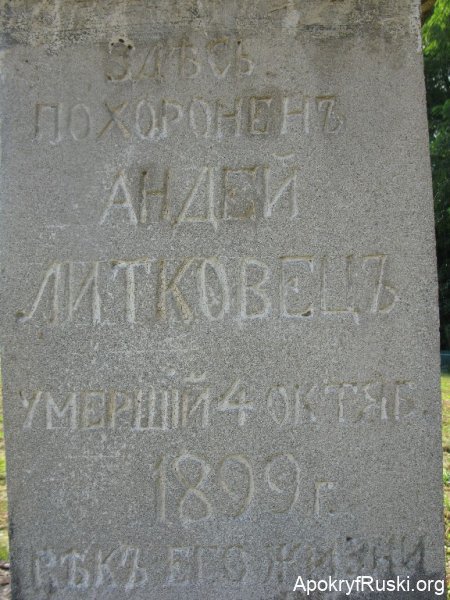 ЗДѢСЬ
ПОХОРОНЕНЪ
АНДЕЙ
ЛИТКОВЕЦЪ
УМЕРШІЙ 4 ОКТЯБ.
1899 г.
ВѢКЪ ЕГО ЖИЗНИ
ApokryfRuski.org